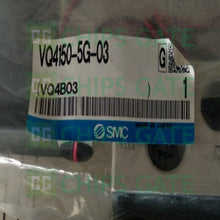 VQ4150-5G-03
G
(VQ4B03 ) 1
SMC
CHIPS GATE